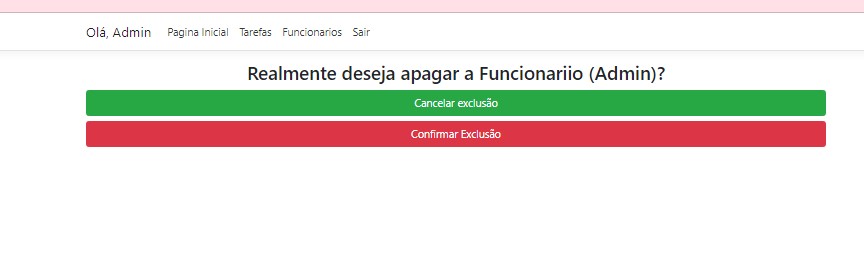 Olá, Admin Pagina Inicial Tarefas Funcionarios Sair
Realmente deseja apagar a Funcionariio (Admin)?
Cancelar exclusão
Confirmar Exclusão